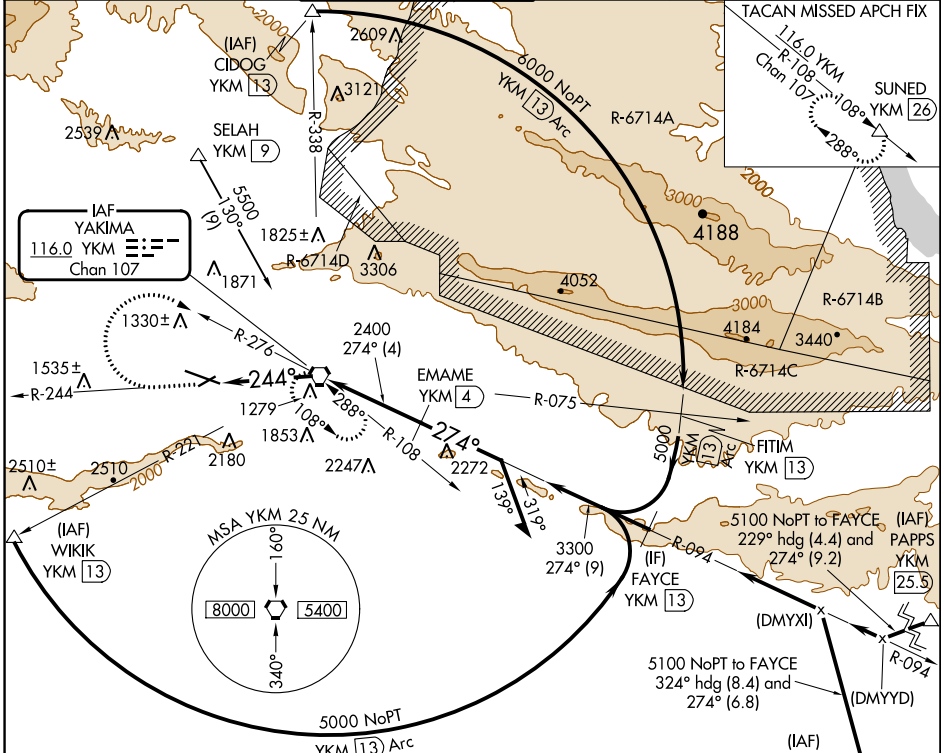 TACAN MISSED APCH FIX
116.0 YKM
R-108
Chan 107
108°
288°
SUNED
YKM 26
2000
2609
(IAF)
CIDOG
YKM 13
3121
6000 NoPT
YKM 13 Arc
R-6714A
2000
2539
SELAH
YKM 9
R-338
5500
130°
(9)
3000
4188
IAF
YAKIMA
116.0 YKM
Chan 107
1825±
R-6714D
3306
1871
4052
3000
R-6714B
4184
3440
R-6714C
1330±
R-276
2400
274° (4)
1535±
R-244
244°
EMAME
YKM 4
R-075
1279
108°
288°
R-108
274°
1853
2272
2247
5000
YKM 13 Arc
FITIM
YKM 13
2510±
2510
2000
R-221
2180
139°
319°
(IAF)
WIKIK
YKM 13
MSA YKM 25 NM
160°
8000
5400
340°
3300
274° (9)
(IF)
FAYCE
YKM 13
R-094
5100 NoPT to FAYCE
229° hdg (4.4) and
274° (9.2)
(IAF)
PAPPS
YKM
25.5
(DMYXI)
R-094
(DMYYD)
5100 NoPT to FAYCE
324° hdg (8.4) and
274° (6.8)
(IAF)
5000 NoPT
YKM 13 Arc